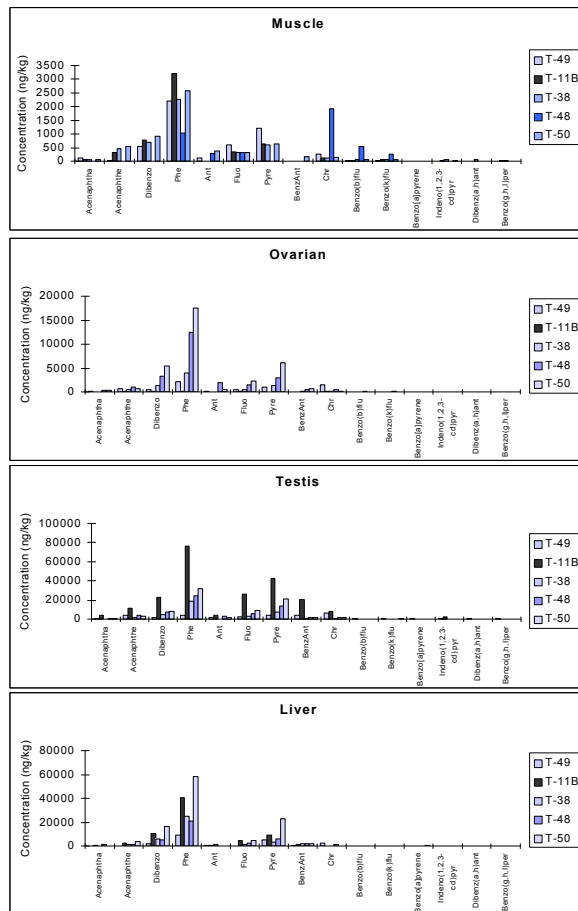 Muscle
Concentration (ng/kg)
3500
3000
2500
2000
1500
1000
500
0
Acenaphtha
Acenaphthe
Dibenzo
Phe
Ant
Fluo
Pyre
BenzAnt
Chr
Benzo(b)flu
Benzo(k)flu
Benzo[a]pyrene
Indeno(1,2,3-
cd)pyr
Dibenz(a,h)ant
Benzo(g,h,I)per
T-49
T-11B
T-38
T-48
T-50
Ovarian
Concentration (ng/kg)
20000
15000
10000
5000
0
Acenaphtha
Acenaphthe
Dibenzo
Phe
Ant
Fluo
Pyre
BenzAnt
Chr
Benzo(b)flu
Benzo(k)flu
Benzo[a]pyrene
Indeno(1,2,3-
cd)pyr
Dibenz(a,h)ant
Benzo(g,h,I)per
T-49
T-11B
T-38
T-48
T-50
Testis
Concentration (ng/kg)
100000
80000
60000
40000
20000
0
Acenaphtha
Acenaphthe
Dibenzo
Phe
Ant
Fluo
Pyre
BenzAnt
Chr
Benzo(b)flu
Benzo(k)flu
Benzo[a]pyrene
Indeno(1,2,3-
cd)pyr
Dibenz(a,h)ant
Benzo(g,h,I)per
T-49
T-11B
T-38
T-48
T-50
Liver
Concentration (ng/kg)
80000
60000
40000
20000
0
Acenaphtha
Acenaphthe
Dibenzo
Phe
Ant
Fluo
Pyre
BenzAnt
Chr
Benzo(b)flu
Benzo(k)flu
Benzo[a]pyrene
Indeno(1,2,3-
cd)pyr
Dibenz(a,h)ant
Benzo(g,h,I)per
T-49
T-11B
T-38
T-48
T-50